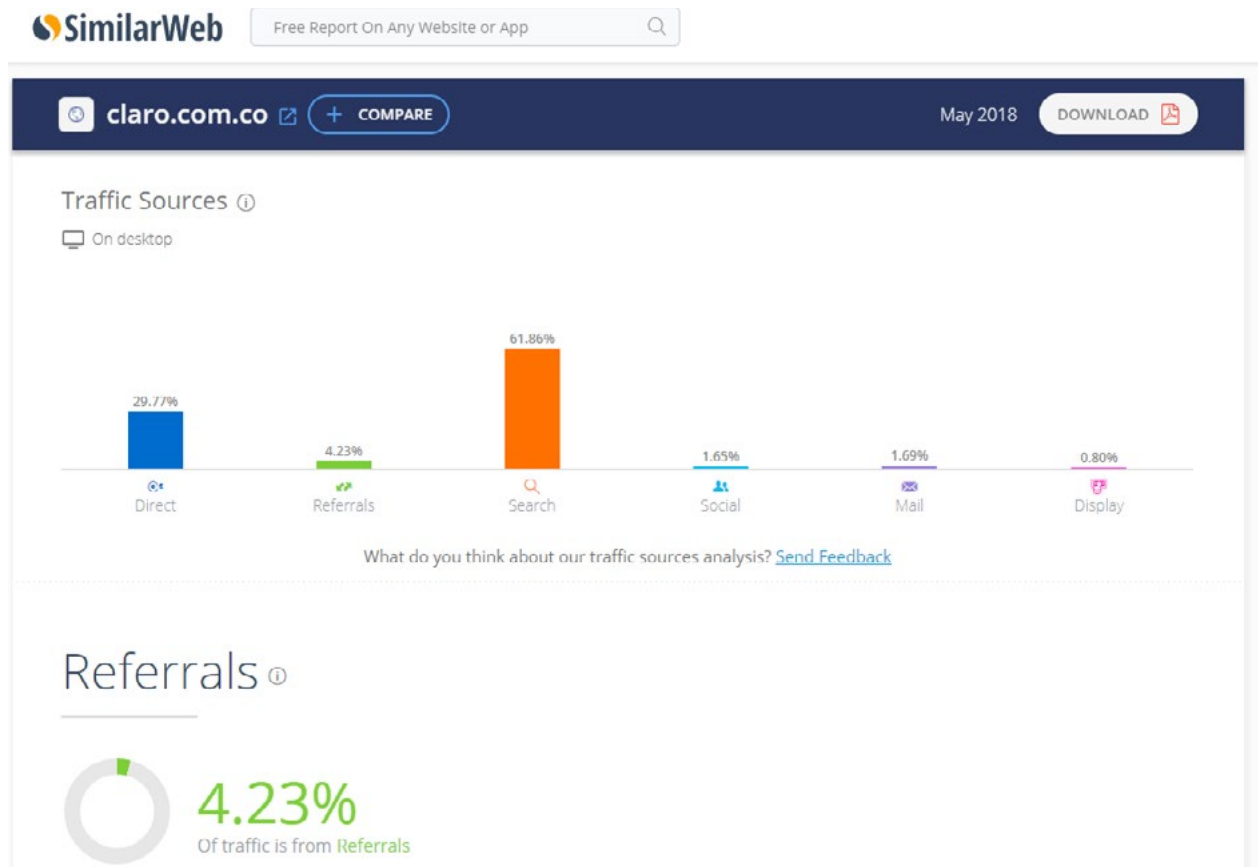 SimilarWeb
Free Report On Any Website or App
claro.com.co + COMPARE May 2018 DOWNLOAD
Traffic Sources
On desktop
29.77% 4.23% 61.86% 1.65% 1.69% 0.80%
Direct Referrals Search Social Mail Display
What do you think about our traffic sources analysis? Send Feedback
Referrals
4.23%
Of traffic is from Referrals